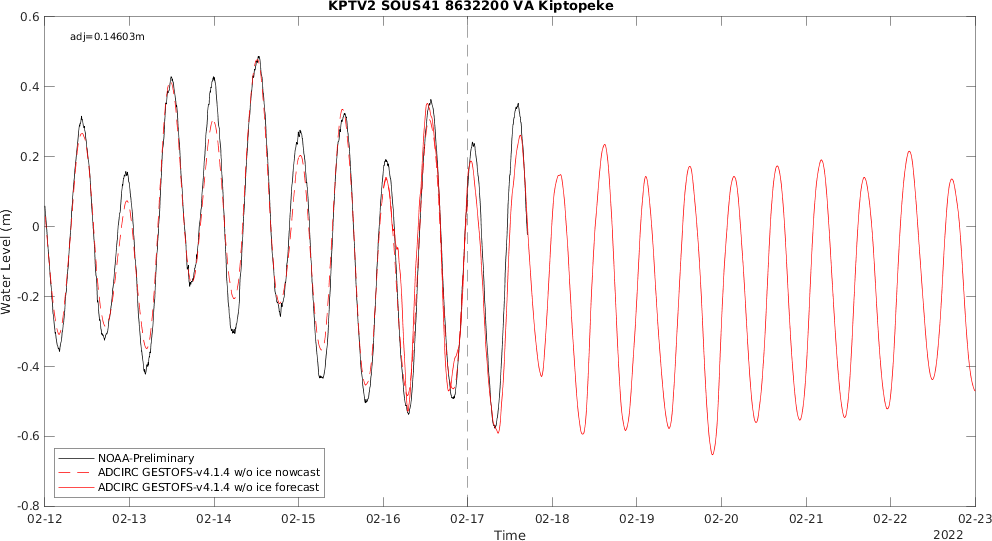 KPTV2 SOUS41 8632200 VA Kiptopeke
adj=0.14603m
0.6
0.4
0.2
0
-0.2
-0.4
-0.6
-0.8
Water Level (m)
NOAA-Preliminary
ADCIRC GESTOFS-v4.1.4 w/o ice nowcast
ADCIRC GESTOFS-v4.1.4 w/o ice forecast
02-12 02-13 02-14 02-15 02-16 02-17 02-18 02-19 02-20 02-21 02-22 02-23
Time
2022